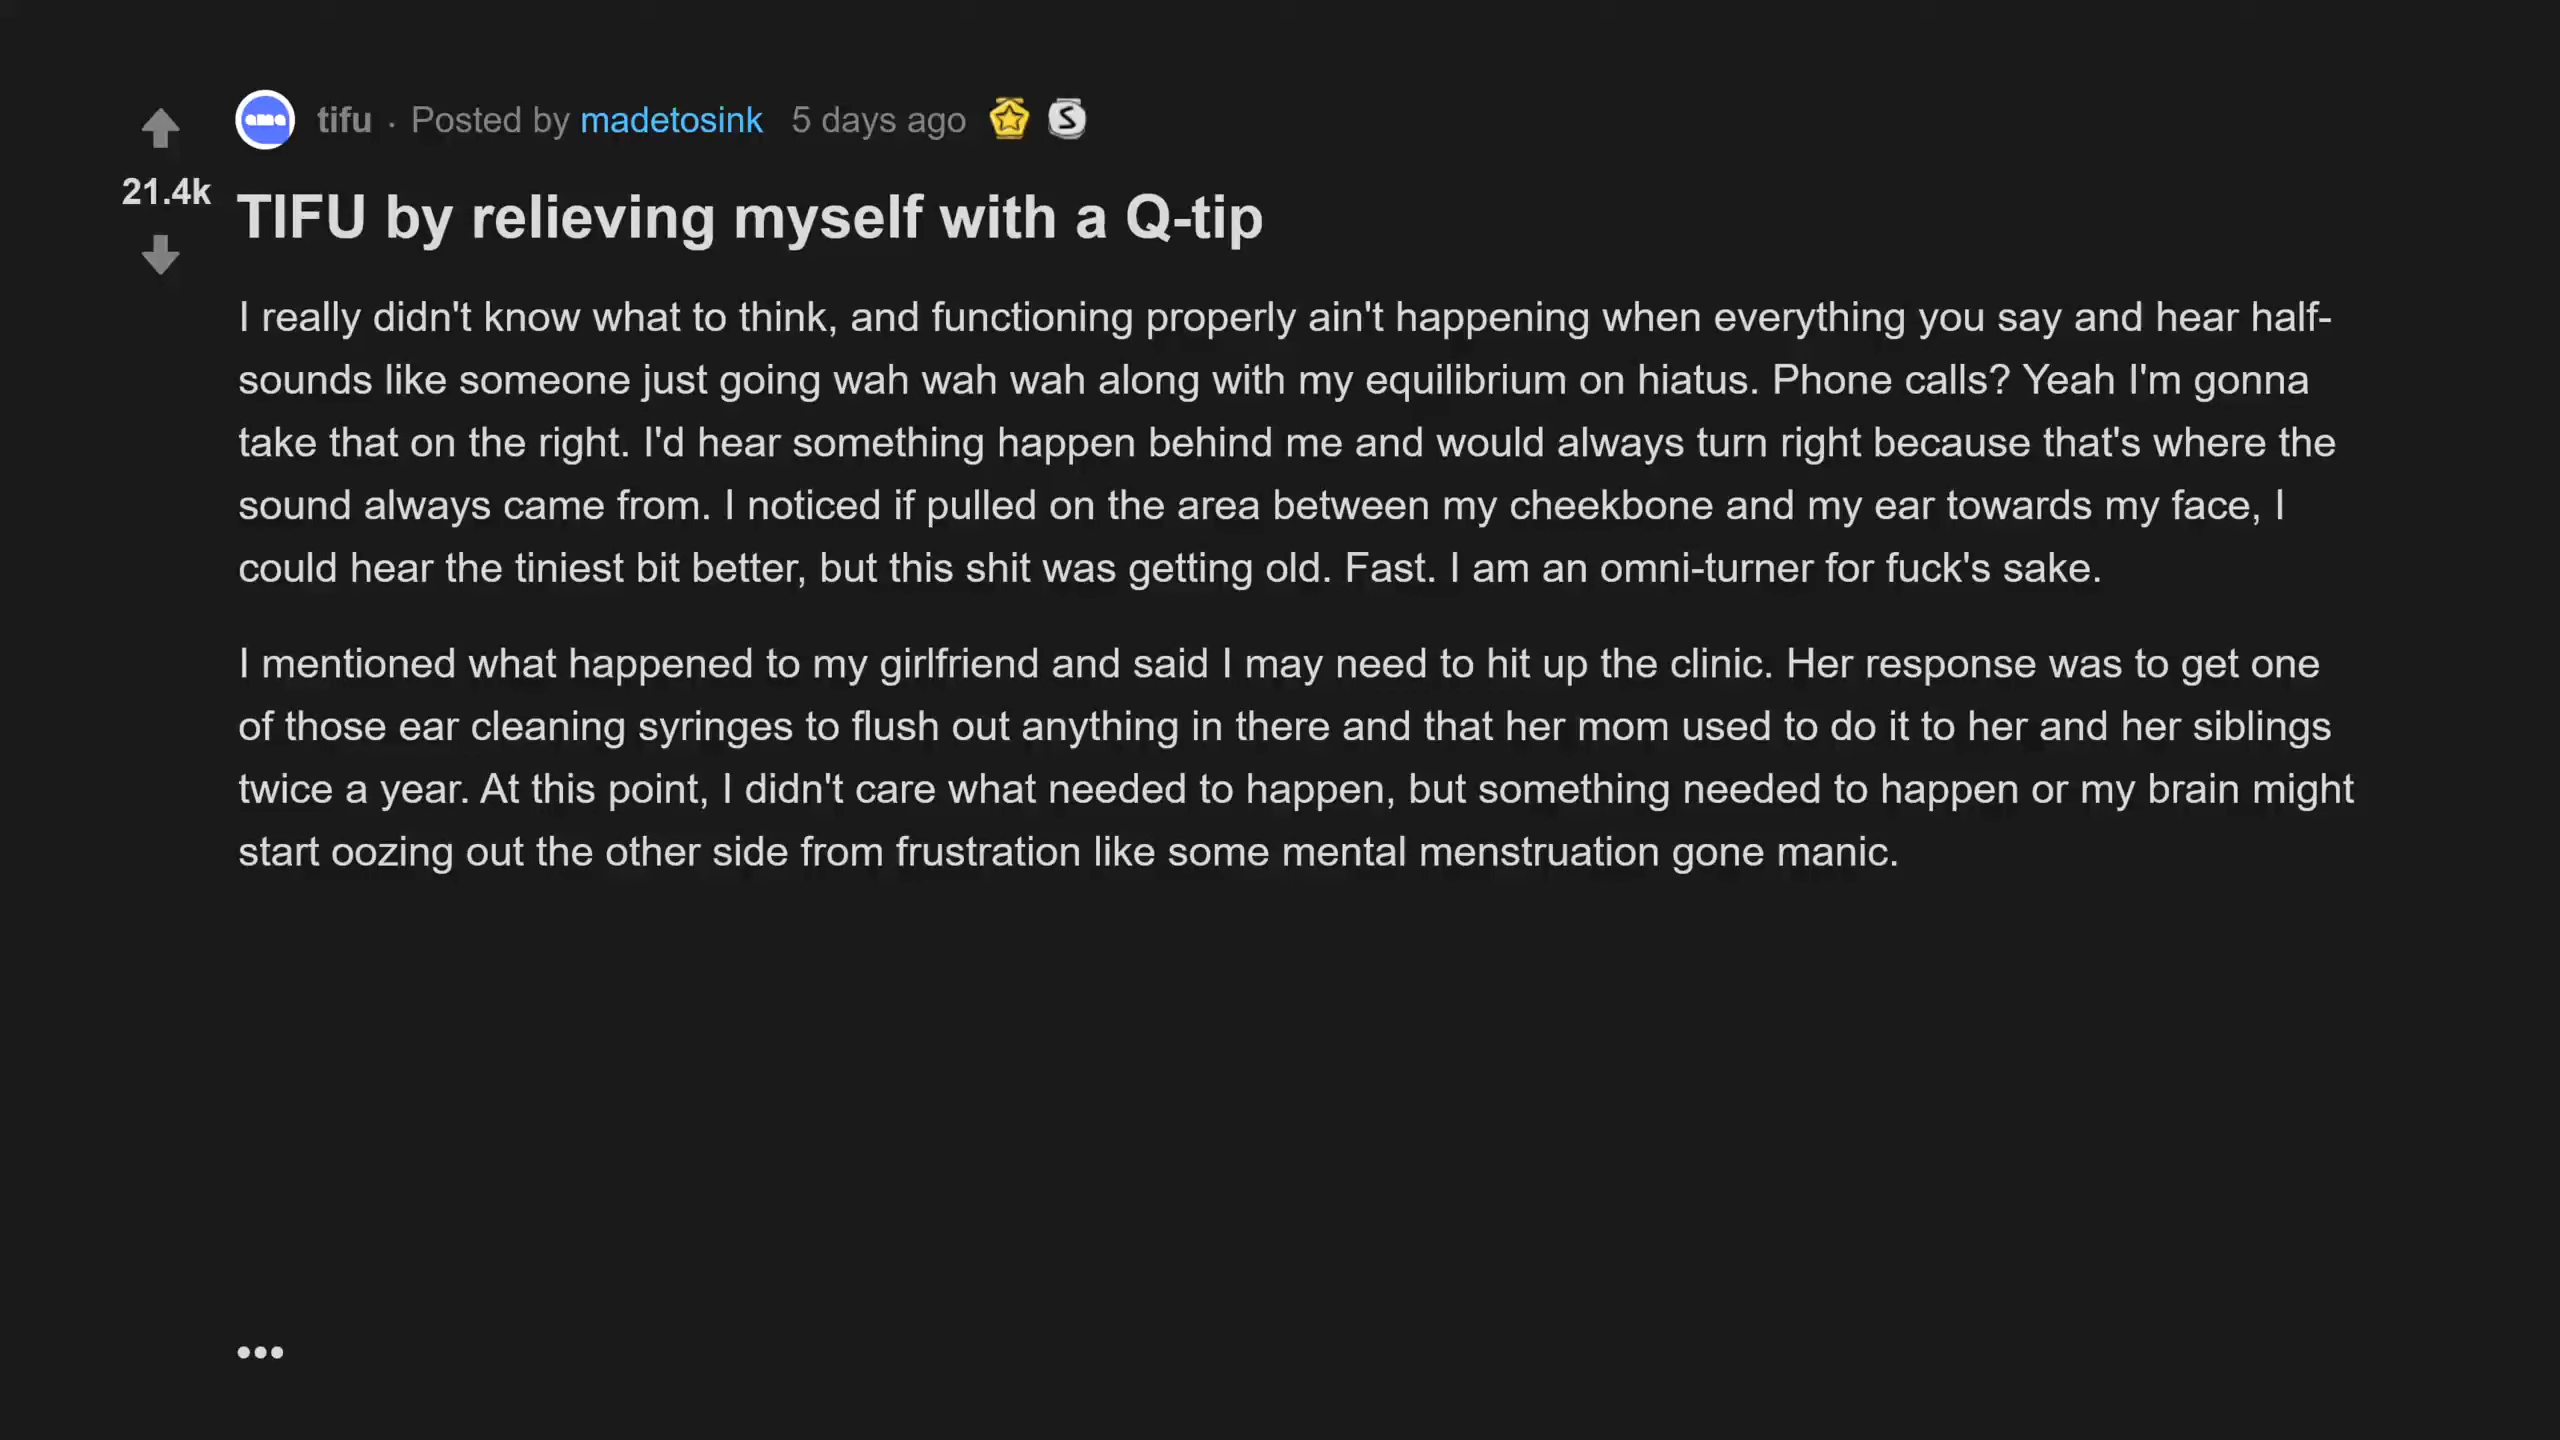 tifu · Posted by madetosink 5 days ago
21.4k
TIFU by relieving myself with a Q-tip
I really didn't know what to think, and functioning properly ain't happening when everything you say and hear half-
sounds like someone just going wah wah wah along with my equilibrium on hiatus. Phone calls? Yeah I'm gonna
take that on the right. I'd hear something happen behind me and would always turn right because that's where the
sound always came from. I noticed if pulled on the area between my cheekbone and my ear towards my face, I
could hear the tiniest bit better, but this shit was getting old. Fast. I am an omni-turner for fuck's sake.
I mentioned what happened to my girlfriend and said I may need to hit up the clinic. Her response was to get one
of those ear cleaning syringes to flush out anything in there and that her mom used to do it to her and her siblings
twice a year. At this point, I didn't care what needed to happen, but something needed to happen or my brain might
start oozing out the other side from frustration like some mental menstruation gone manic.